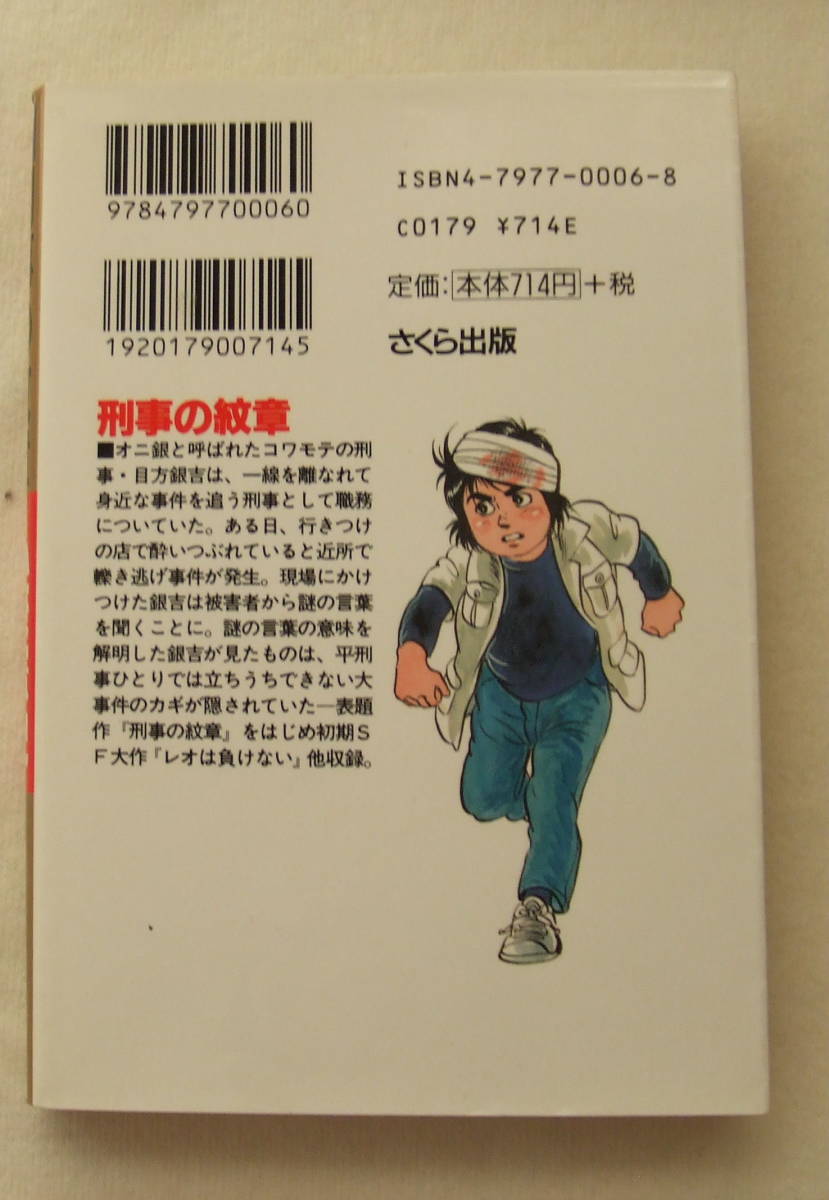 9784797700060
ISBN4-7977-0006-8
C0179 ¥714E
1920179007145
定価:本体714円+税
さくら出版
刑事の紋章
■オニ銀と呼ばれたコワモテの刑
事・目方銀吉は、一線を離なれて
身近な事件を追う刑事として職務
についていた。ある日、行きつけ
の店で酔いつぶれていると近所で
轢き逃げ事件が発生。現場にかけ
つけた銀吉は被害者から謎の言葉
を聞くことに。謎の言葉の意味を
解明した銀吉が見たものは、平刑
事ひとりでは立ちうちできない大
事件のカギが隠されていた―表題
作『刑事の紋章』をはじめ初期S
F大作『レオは負けない』他収録。